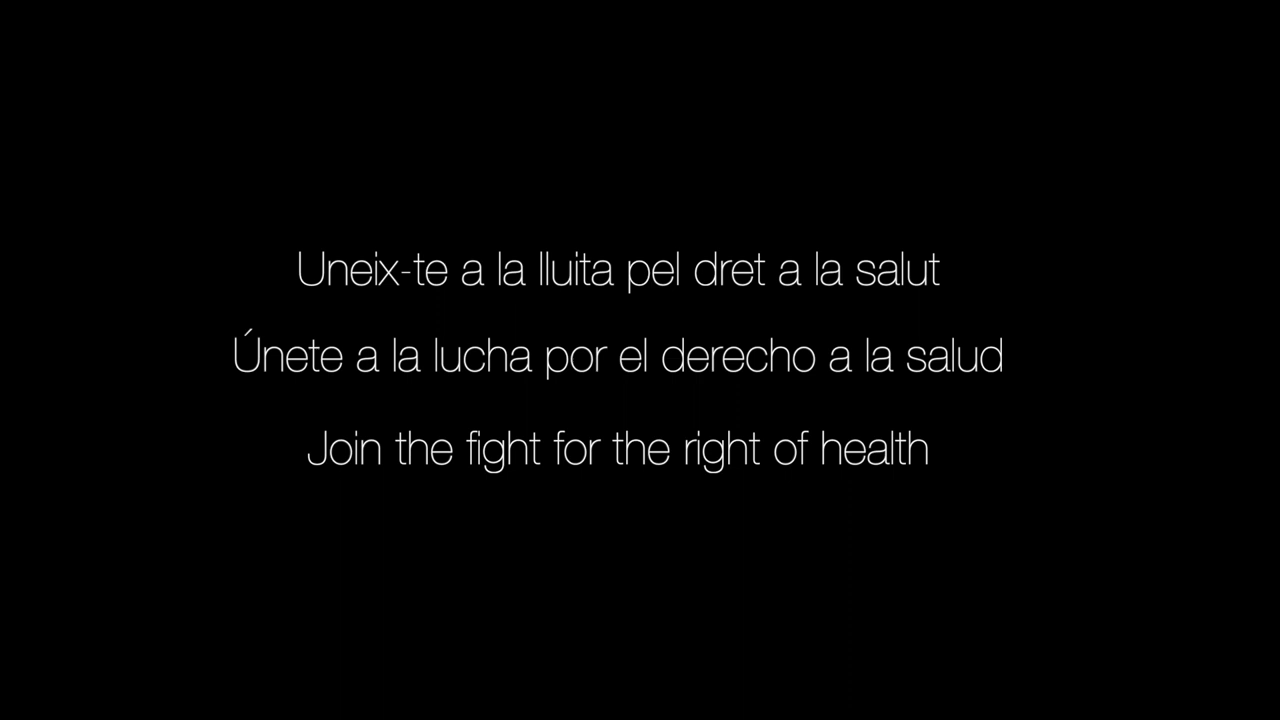 Uneix-te a la lluita pel dret a la salut
Únete a la lucha por el derecho a la salud
Join the fight for the right of health